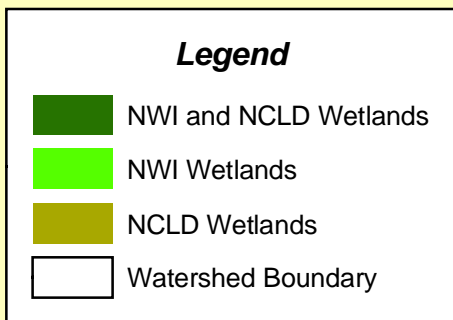 Legend
NWI and NCLD Wetlands
NWI Wetlands
NCLD Wetlands
Watershed Boundary